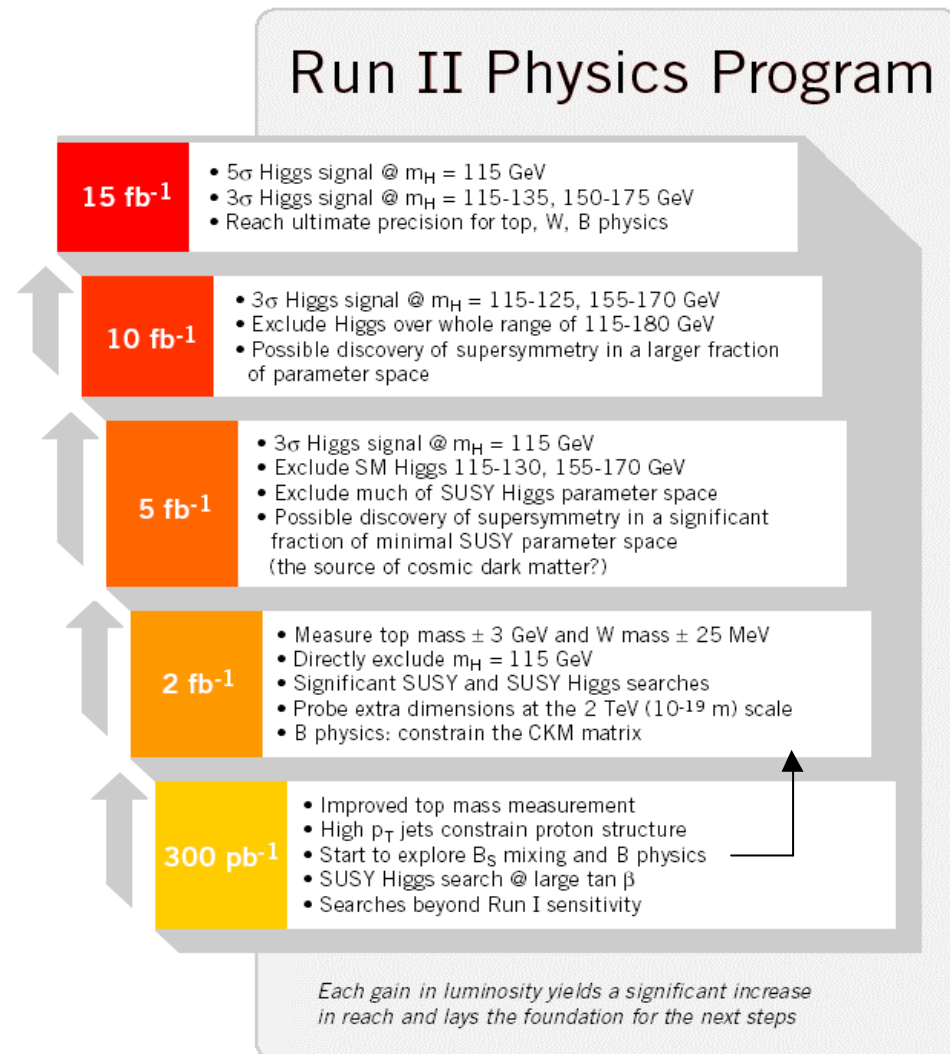 Run II Physics Program
15 fb-1
• 5σ Higgs signal @ mH = 115 GeV
• 3σ Higgs signal @ mH = 115-135, 150-175 GeV
• Reach ultimate precision for top, W, B physics
10 fb-1
• 3σ Higgs signal @ mH = 115-125, 155-170 GeV
• Exclude Higgs over whole range of 115-180 GeV
• Possible discovery of supersymmetry in a larger fraction
of parameter space
5 fb-1
• 3σ Higgs signal @ mH = 115 GeV
• Exclude SM Higgs 115-130, 155-170 GeV
• Exclude much of SUSY Higgs parameter space
• Possible discovery of supersymmetry in a significant
fraction of minimal SUSY parameter space
(the source of cosmic dark matter?)
2 fb-1
• Measure top mass ± 3 GeV and W mass ± 25 MeV
• Directly exclude mH = 115 GeV
• Significant SUSY and SUSY Higgs searches
• Probe extra dimensions at the 2 TeV (10-19 m) scale
• B physics: constrain the CKM matrix
300 pb-1
• Improved top mass measurement
• High pT jets constrain proton structure
• Start to explore BS mixing and B physics
• SUSY Higgs search @ large tan β
• Searches beyond Run I sensitivity
Each gain in luminosity yields a significant increase
in reach and lays the foundation for the next steps